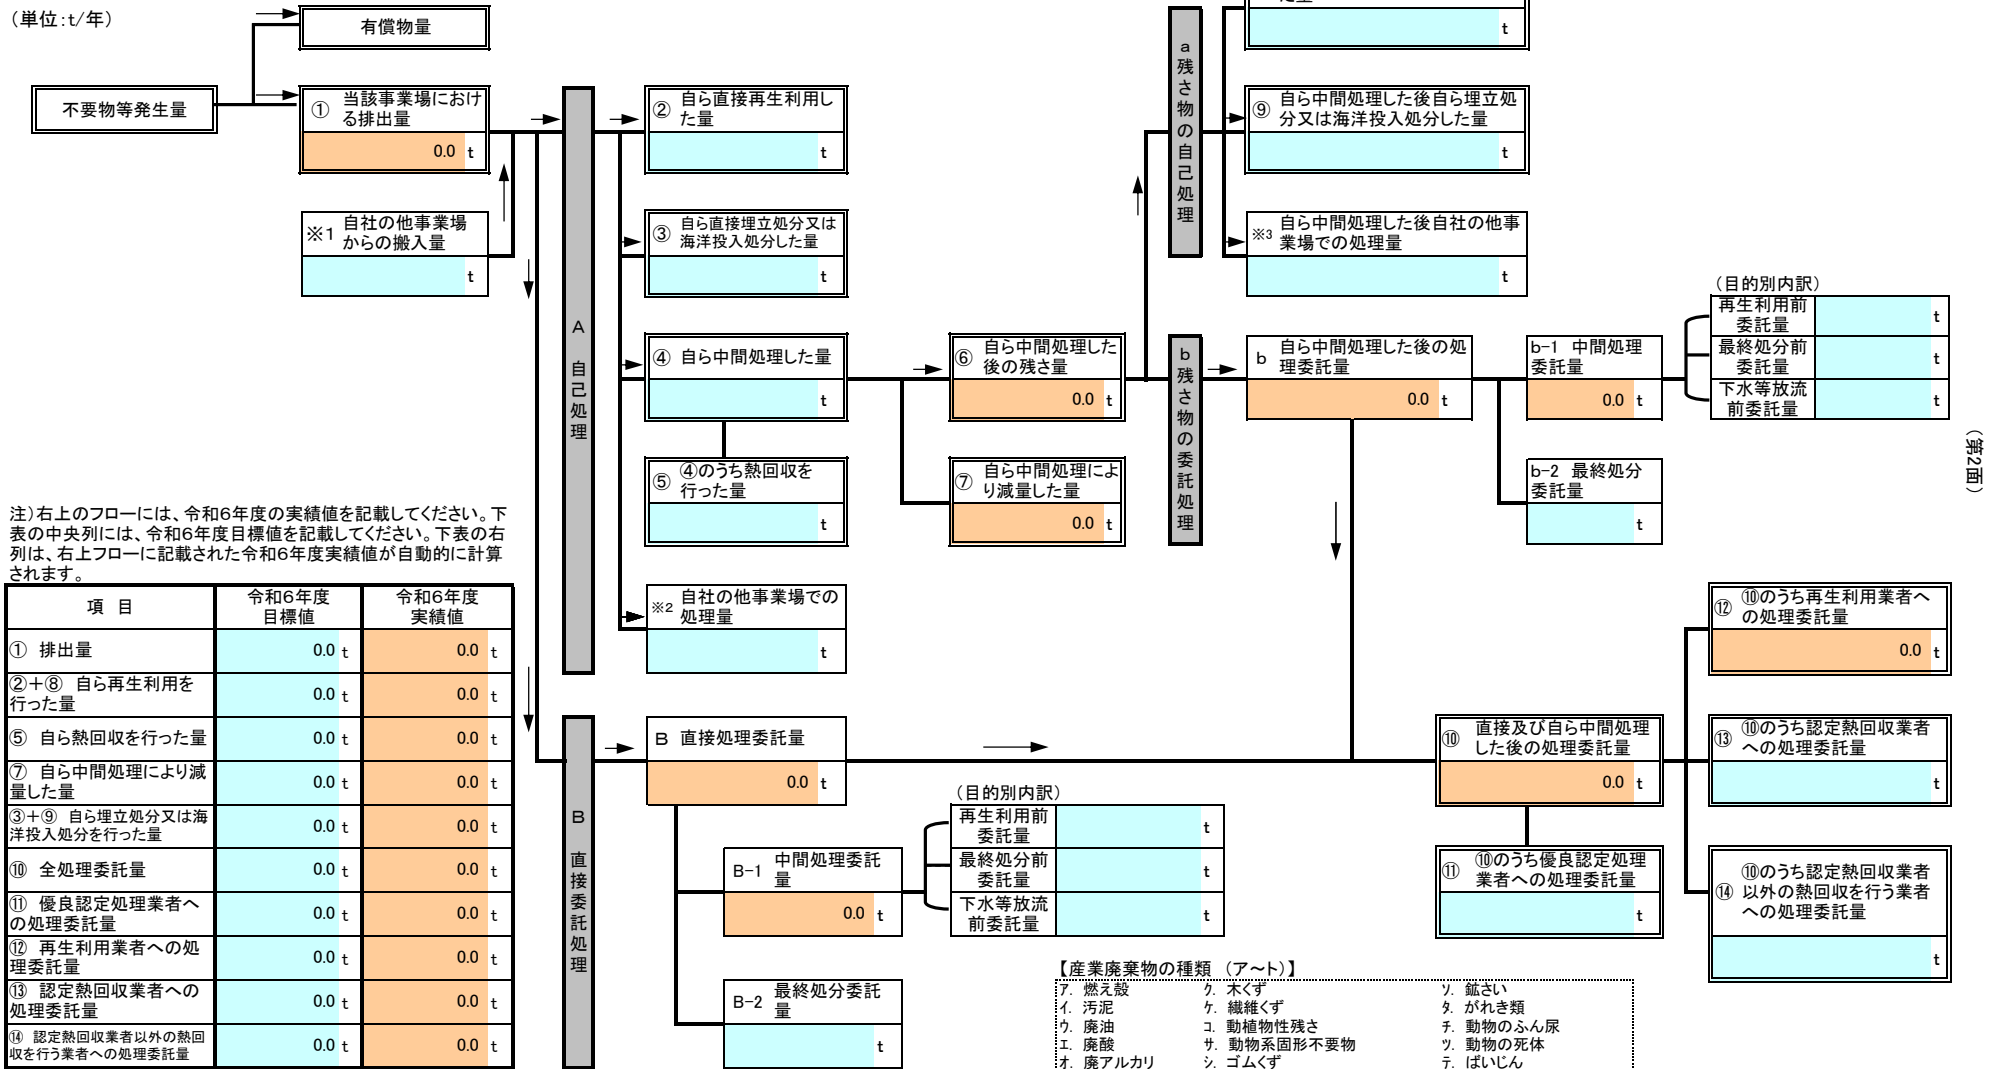 （単位：t/年）
有償物量
不要物等発生量
① 当該事業場におけ
る排出量
0.0 t
※1 自社の他事業場
からの搬入量
t
A 自己処理
② 自ら直接再生利用し
た量
t
③ 自ら直接埋立処分又は
海洋投入処分した量
t
④ 自ら中間処理した量
t
⑤ ④のうち熱回収を
行った量
t
※2 自社の他事業場での
処理量
t
⑥ 自ら中間処理した
後の残さ量
0.0 t
⑦ 自ら中間処理によ
り減量した量
0.0 t
a 残さ物の自己処理
t
⑨ 自ら中間処理した後自ら埋立処
分又は海洋投入処分した量
t
※3 自ら中間処理した後自社の他事
業場での処理量
t
b 残さ物の委託処理
b 自ら中間処理した後の処
理委託量
0.0 t
b-1 中間処理
委託量
0.0 t
b-2 最終処分
委託量
t
（目的別内訳）
再生利用前
委託量
t
最終処分前
委託量
t
下水等放流
前委託量
t
（第2面）
注）右上のフローには、令和６年度の実績値を記載してください。下
表の中央列には、令和６年度目標値を記載してください。下表の右
列は、右上フローに記載された令和６年度実績値が自動的に計算
されます。
項 目 令和６年度
目標値 令和６年度
実績値
① 排出量 0.0 t 0.0 t
②＋⑧ 自ら再生利用を
行った量 0.0 t 0.0 t
⑤ 自ら熱回収を行った量 0.0 t 0.0 t
⑦ 自ら中間処理により減
量した量 0.0 t 0.0 t
③＋⑨ 自ら埋立処分又は海
洋投入処分を行った量 0.0 t 0.0 t
⑩ 全処理委託量 0.0 t 0.0 t
⑪ 優良認定処理業者へ
の処理委託量 0.0 t 0.0 t
⑫ 再生利用業者への処
理委託量 0.0 t 0.0 t
⑬ 認定熱回収業者への
処理委託量 0.0 t 0.0 t
⑭ 認定熱回収業者以外の熱回
収を行う業者への処理委託量 0.0 t 0.0 t
B 直接委託処理
B 直接処理委託量
0.0 t
B-1 中間処理委託
量
0.0 t
B-2 最終処分委託
量
t
（目的別内訳）
再生利用前
委託量
t
最終処分前
委託量
t
下水等放流
前委託量
t
⑩ 直接及び自ら中間処理
した後の処理委託量
0.0 t
⑪ ⑩のうち優良認定処理
業者への処理委託量
t
⑫ ⑩のうち再生利用業者へ
の処理委託量
0.0 t
⑬ ⑩のうち認定熱回収業者
への処理委託量
t
⑭ ⑩のうち認定熱回収業者
以外の熱回収を行う業者
への処理委託量
t
【産業廃棄物の種類 （ア～ト）】
ア. 燃え殻 ク. 木くず ソ. 鉱さい
イ. 汚泥 ケ. 繊維くず タ. がれき類
ウ. 廃油 コ. 動植物性残さ チ. 動物のふん尿
エ. 廃酸 サ. 動物系固形不要物 ツ. 動物の死体
オ. 廃アルカリ シ. ゴムくず テ. ばいじん